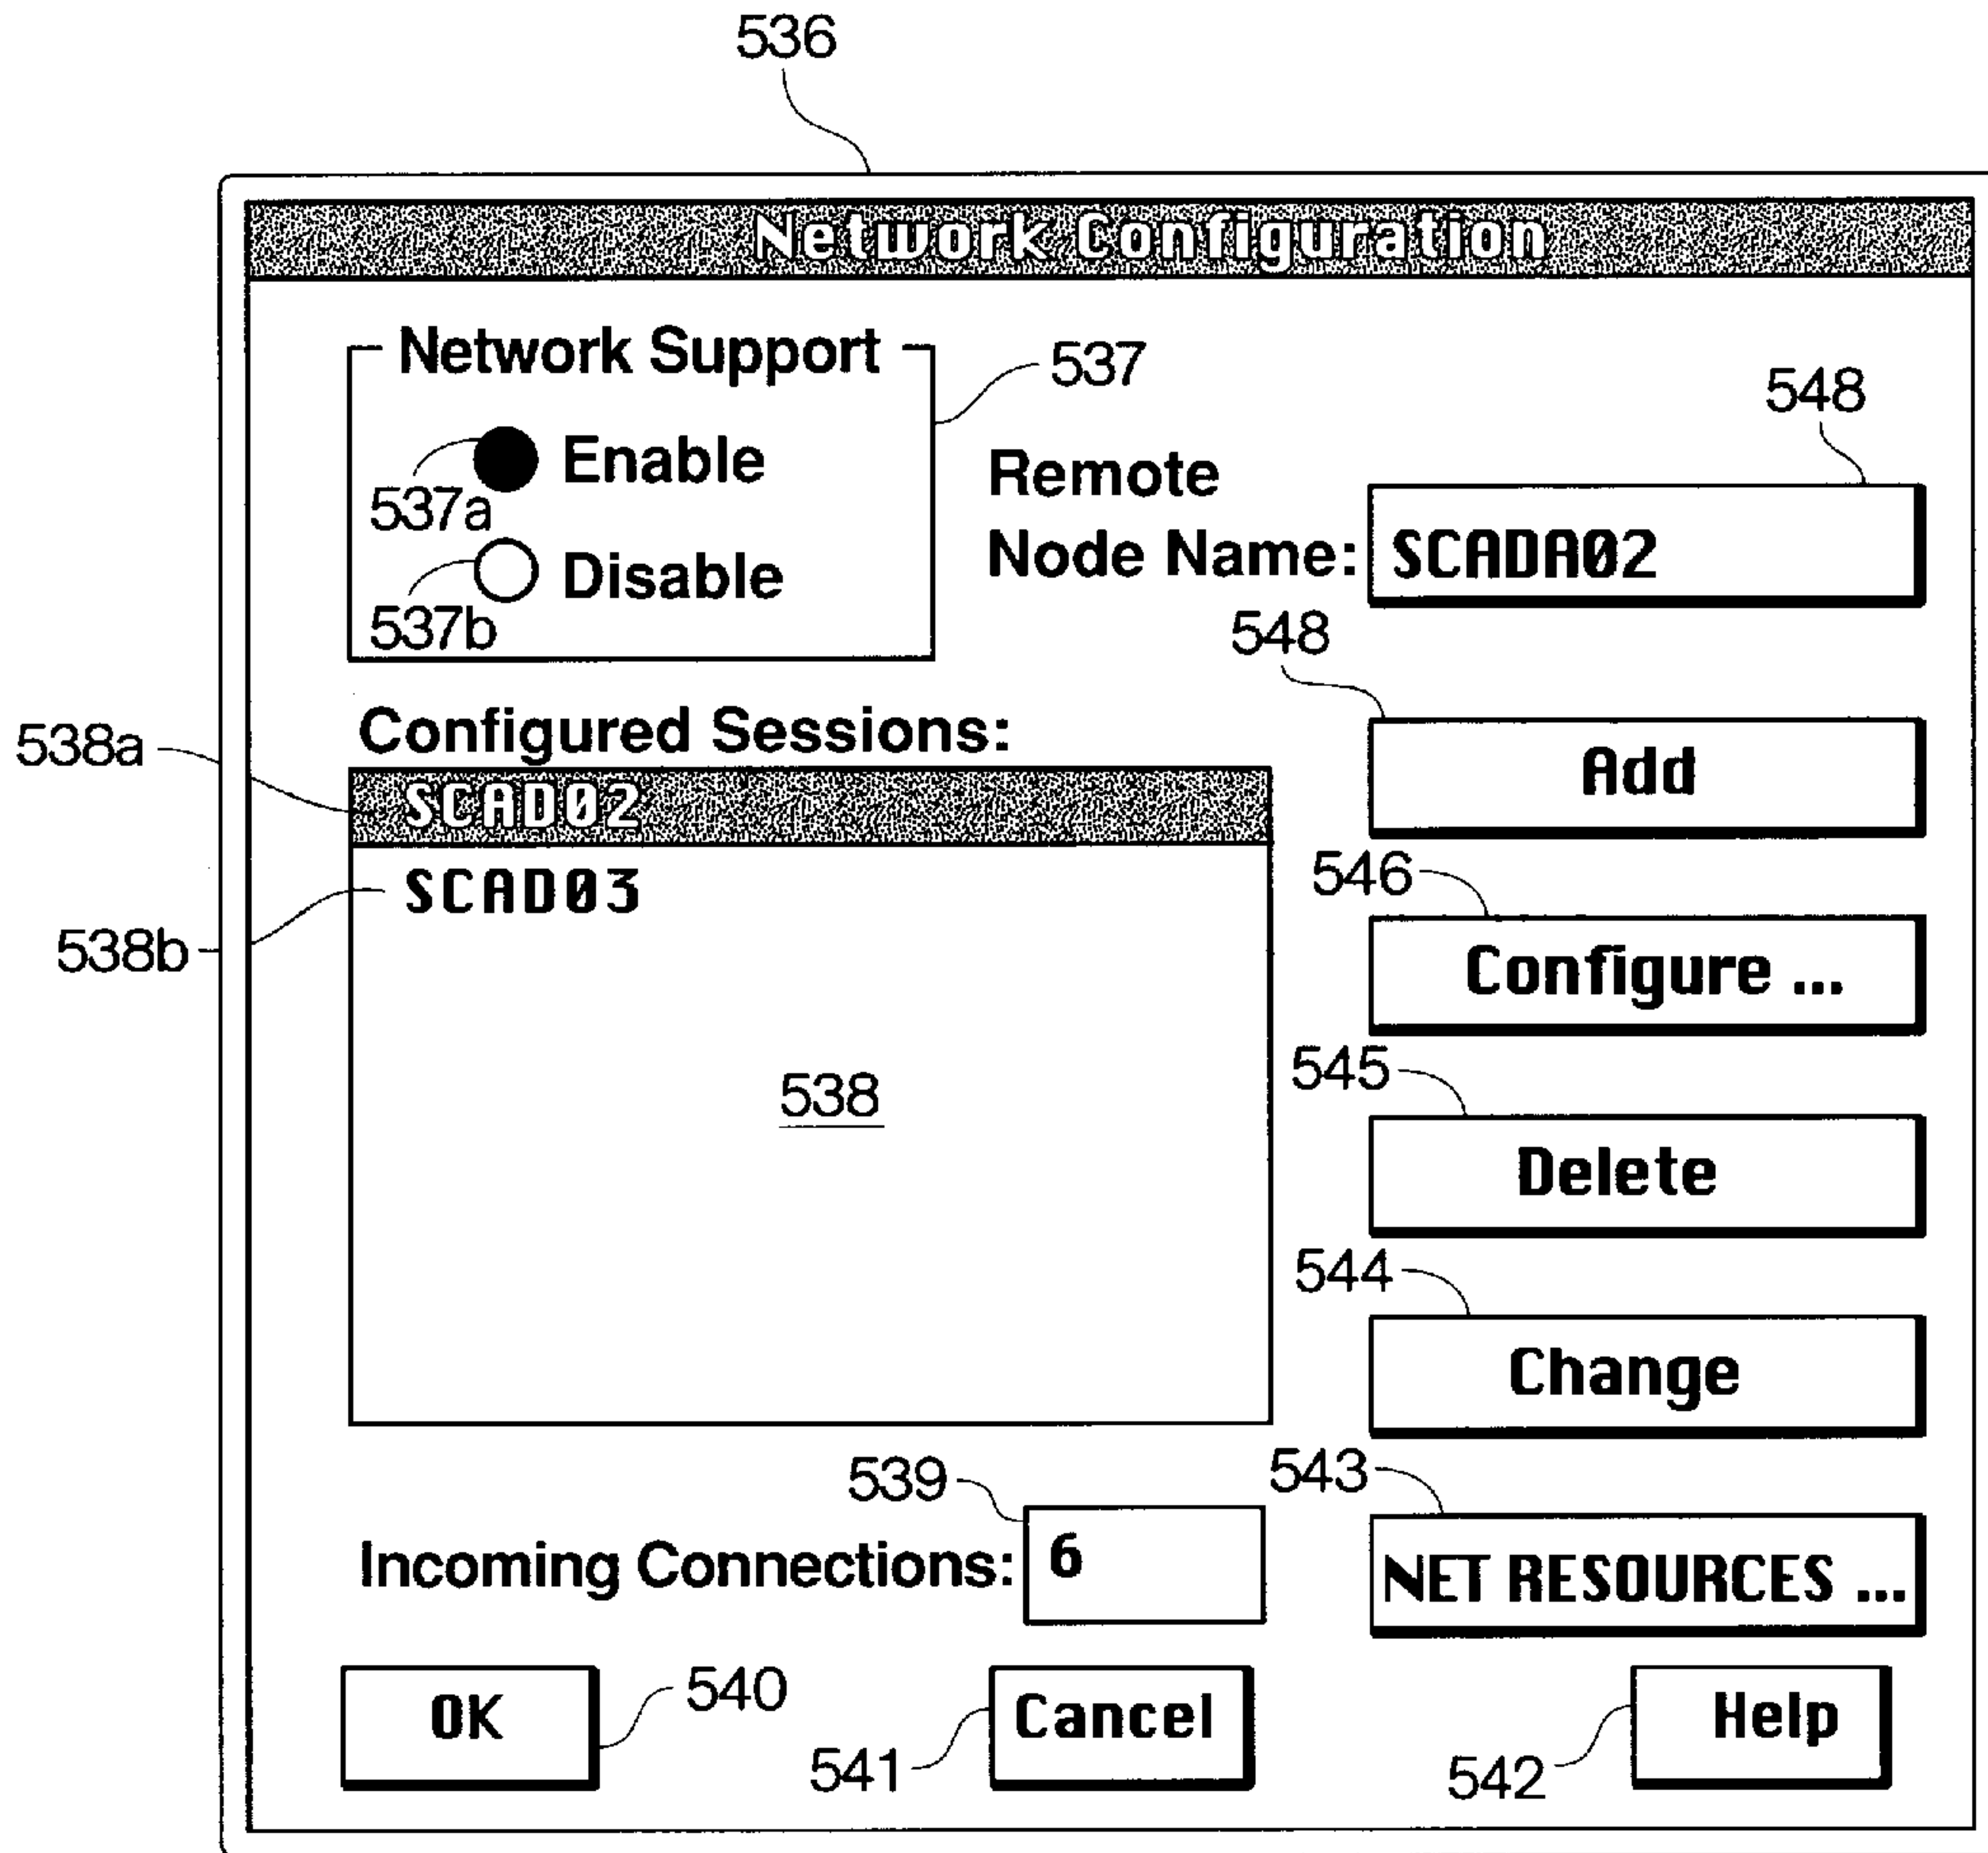 536
Network Configuration
Network Support
537
537a
Enable
537b
Disable
548
Remote
Node Name:
SCADA02
548
Add
Configured Sessions:
538a
SCAD02
538b
SCAD03
538
546
Configure ...
545
Delete
544
Change
543
NET RESOURCES ...
539
Incoming Connections:
6
OK
540
Cancel
541
Help
542